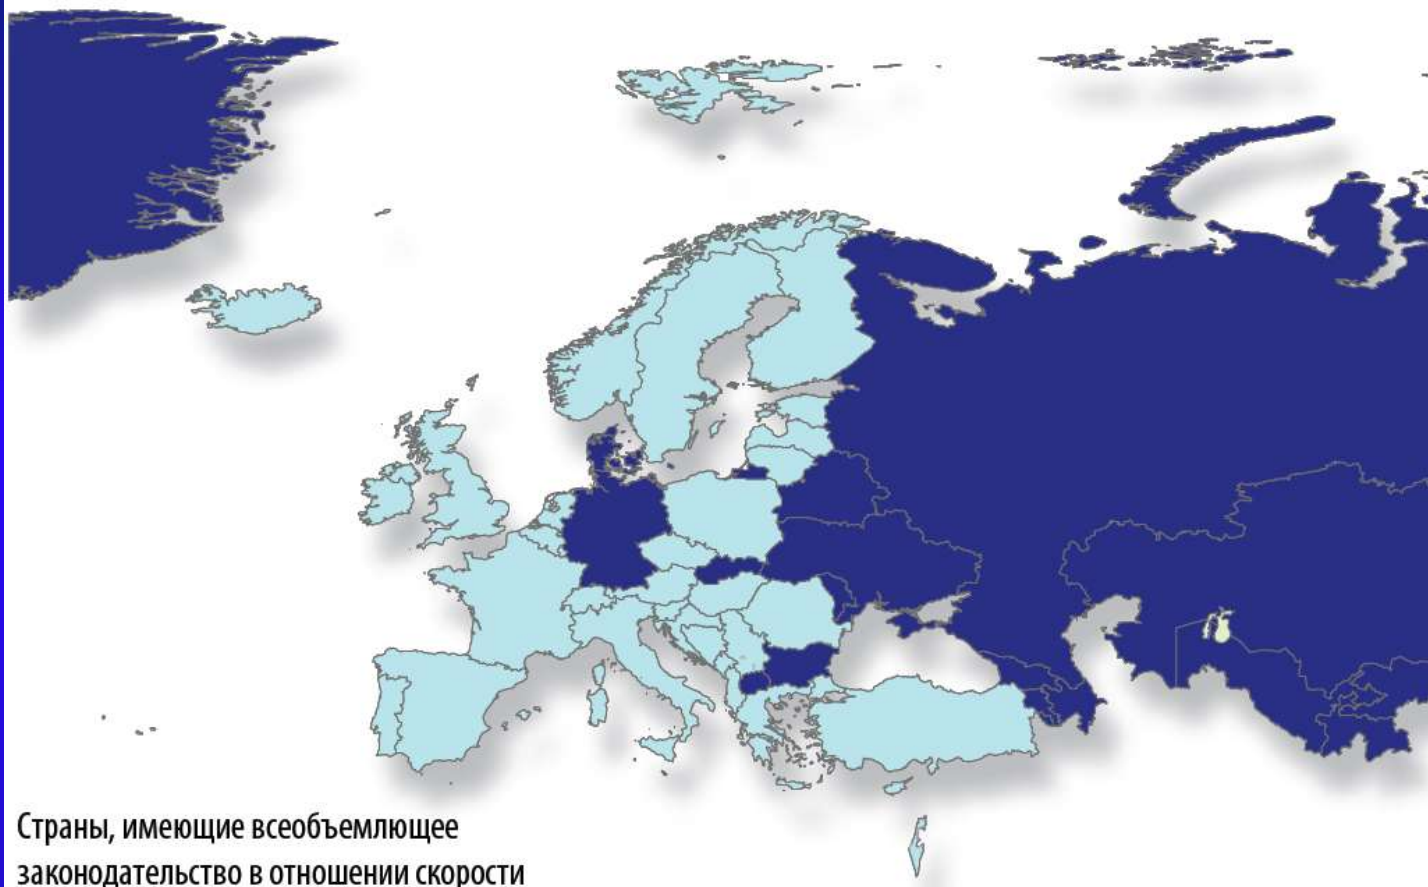 Страны, имеющие всеобъемлющее
законодательство в отношении скорости